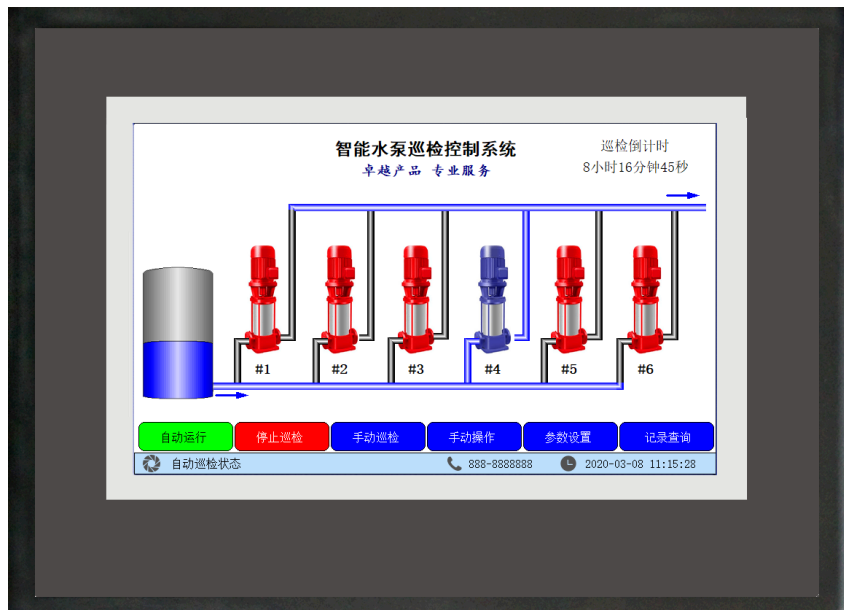 智能水泵巡检控制系统
卓越产品 专业服务
巡检倒计时
8小时16分钟45秒
#1
#2
#3
#4
#5
#6
自动运行
停止巡检
手动巡检
手动操作
参数设置
记录查询
自动巡检状态
888-8888888
2020-03-08 11:15:28